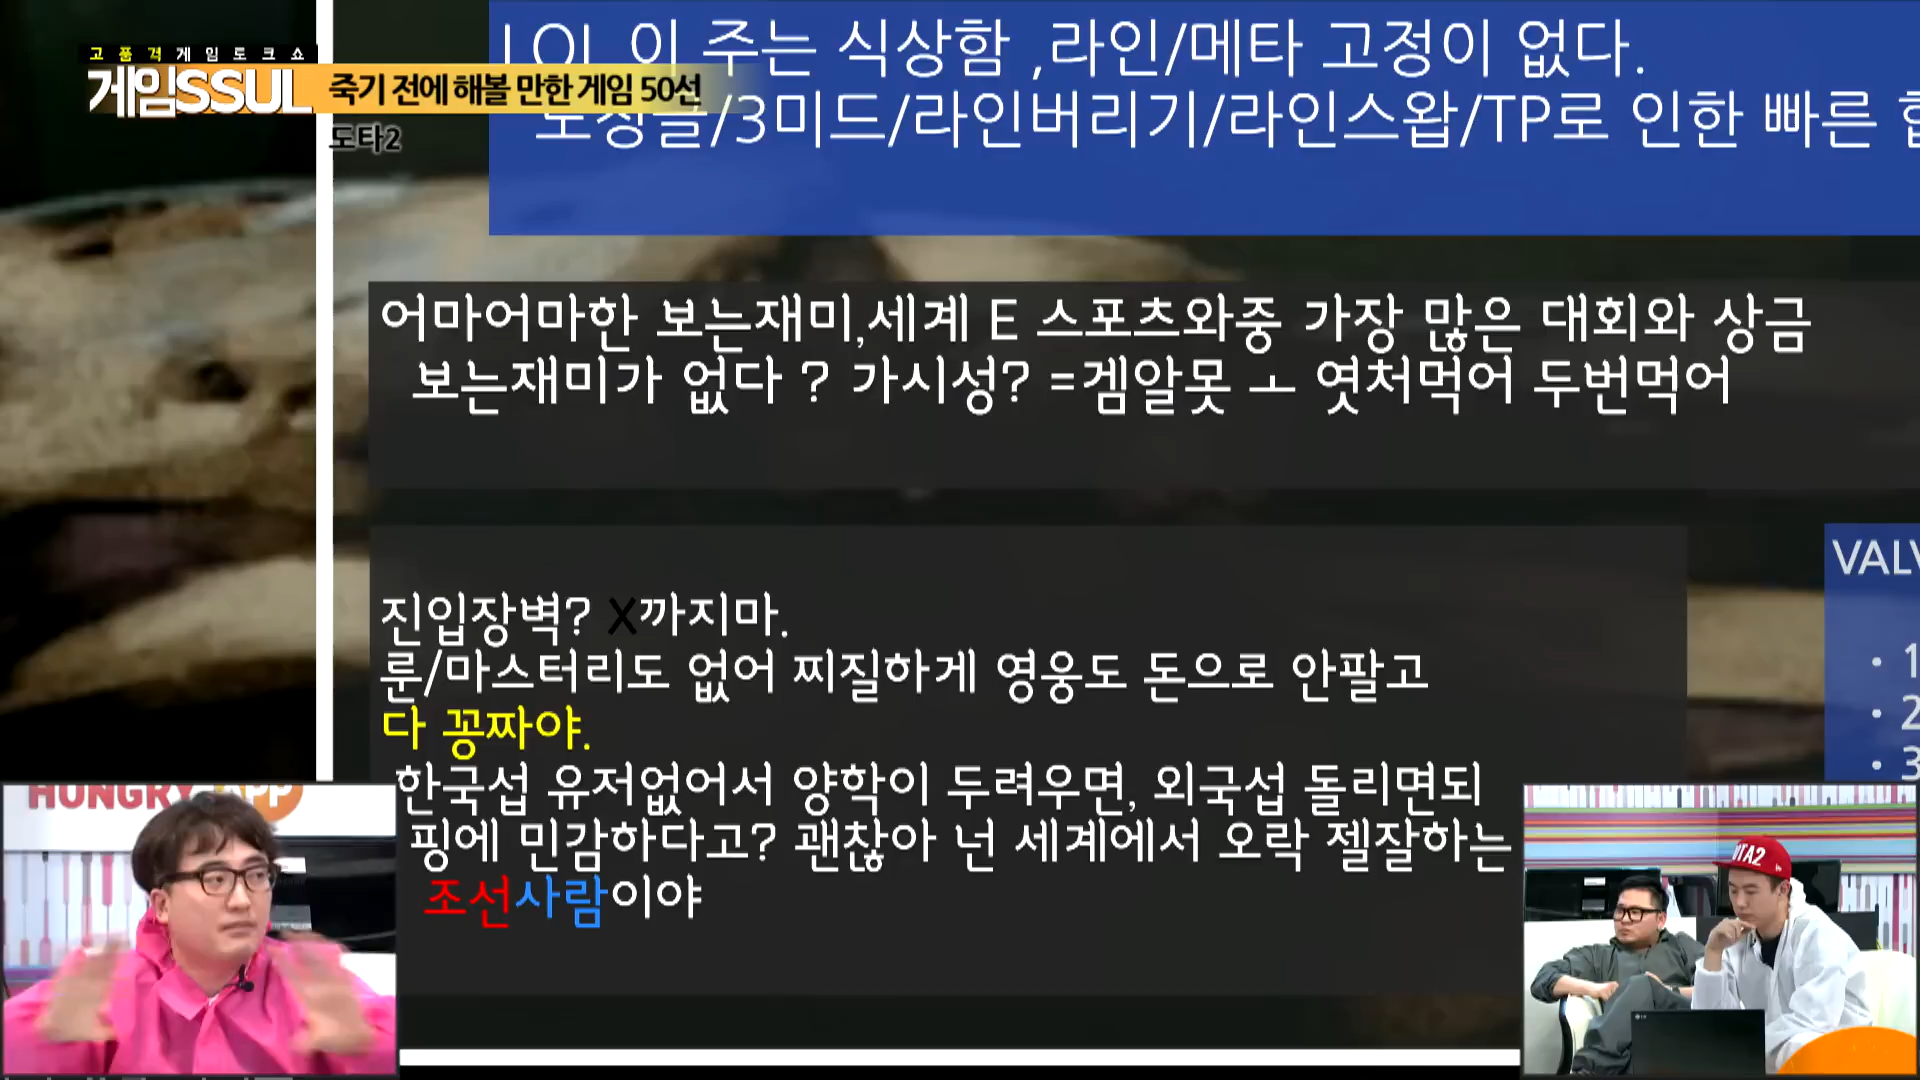 고품격게임토크쇼
게임SSUL
죽기 전에 해볼 만한 게임 50선
도타2
LOL 이 주는 식상함 ,라인/메타 고정이 없다.
/3미드/라인버리기/라인스왑/TP로 인한 빠른
어마어마한 보는재미,세계 E 스포츠와중 가장 많은 대회와 상금
보는재미가 없다 ? 가시성? =겜알못 ㅗ 엿처먹어 두번먹어
진입장벽? X까지마.
룬/마스터리도 없어 찌질하게 영웅도 돈으로 안팔고
다 꽁짜야.
한국섭 유저없어서 양학이 두려우면, 외국섭 돌리면되
핑에 민감하다고? 괜찮아 넌 세계에서 오락 젤잘하는
조선사람이야
VALV
• 1
• 2
• 3
HUNGRY APP
OTA2